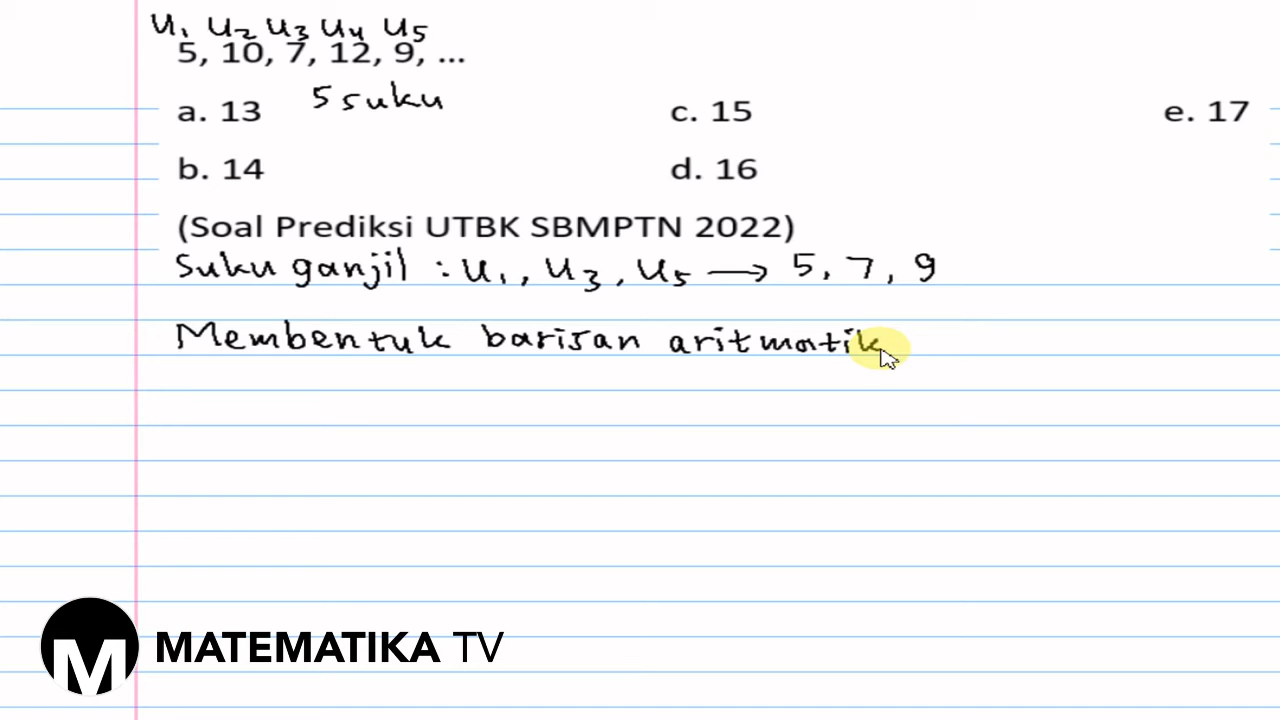 U1 U2 U3 U4 U5
5, 10, 7, 12, 9, ...
5 suku
a. 13 c. 15 e. 17
b. 14 d. 16
(Soal Prediksi UTBK SBMPTN 2022)
Suku ganjil : U1, U3, U5 → 5, 7, 9
Membentuk barisan aritmatik
M MATEMATIKA TV